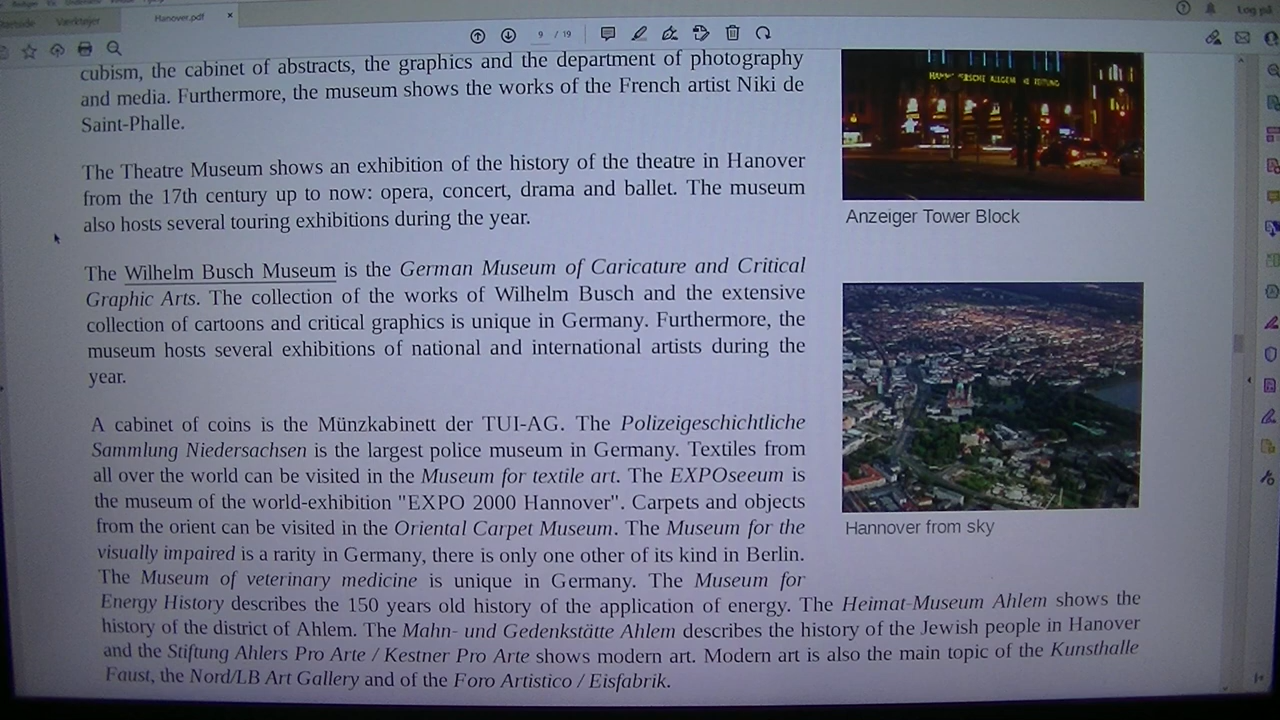 Værktøjer
Hanover.pdf
×
Log på
9 / 19
cubism, the cabinet of abstracts, the graphics and the department of photography
and media. Furthermore, the museum shows the works of the French artist Niki de
Saint-Phalle.
The Theatre Museum shows an exhibition of the history of the theatre in Hanover
from the 17th century up to now: opera, concert, drama and ballet. The museum
also hosts several touring exhibitions during the year.
The Wilhelm Busch Museum is the German Museum of Caricature and Critical
Graphic Arts. The collection of the works of Wilhelm Busch and the extensive
collection of cartoons and critical graphics is unique in Germany. Furthermore, the
museum hosts several exhibitions of national and international artists during the
year.
A cabinet of coins is the Münzkabinett der TUI-AG. The Polizeigeschichtliche
Sammlung Niedersachsen is the largest police museum in Germany. Textiles from
all over the world can be visited in the Museum for textile art. The EXPOseeum is
the museum of the world-exhibition "EXPO 2000 Hannover". Carpets and objects
from the orient can be visited in the Oriental Carpet Museum. The Museum for the
visually impaired is a rarity in Germany, there is only one other of its kind in Berlin.
The Museum of veterinary medicine is unique in Germany. The Museum for
Energy History describes the 150 years old history of the application of energy. The Heimat-Museum Ahlem shows the
history of the district of Ahlem. The Mahn- und Gedenkstätte Ahlem describes the history of the Jewish people in Hanover
and the Stiftung Ahlers Pro Arte / Kestner Pro Arte shows modern art. Modern art is also the main topic of the Kunsthalle
Faust, the Nord/LB Art Gallery and of the Foro Artistico / Eisfabrik.
Anzeiger Tower Block
Hannover from sky